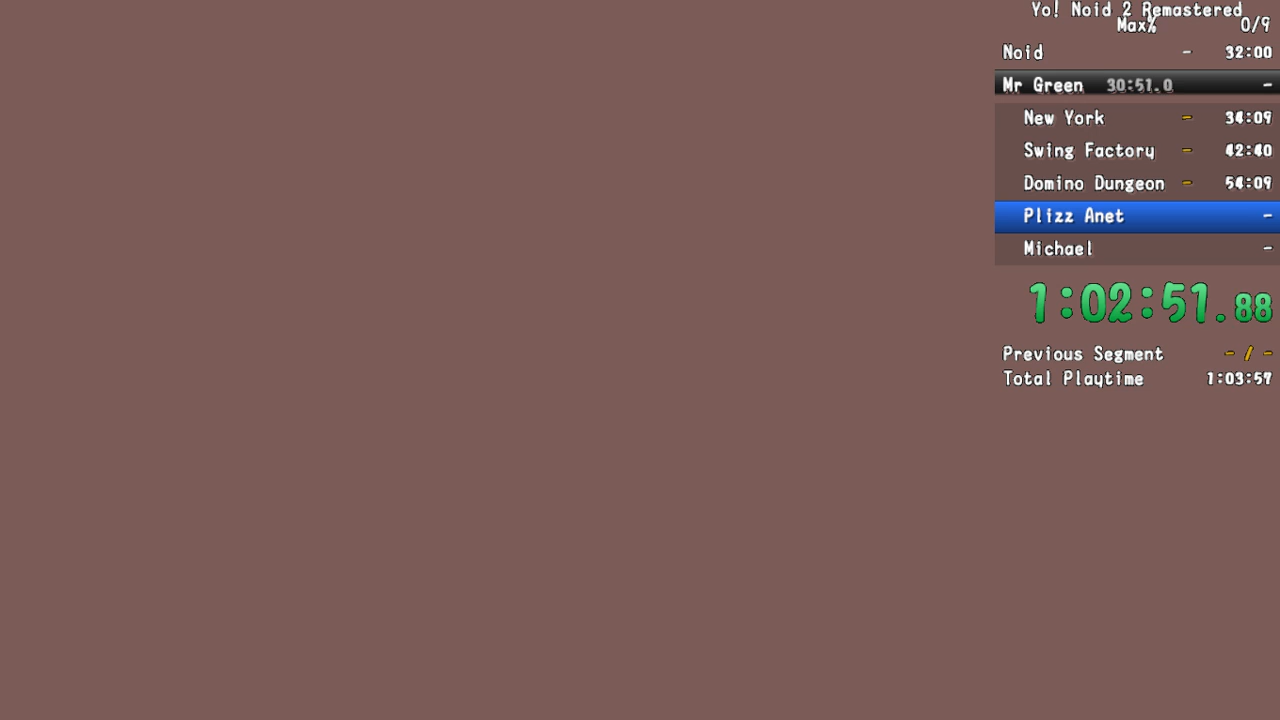 Yo! Noid 2 Remastered
Max% 0/9
Noid - 32:00
Mr Green 30:51.0 -
New York - 34:09
Swing Factory - 42:40
Domino Dungeon - 54:09
Plizz Anet -
Michael -
1:02:51.88
Previous Segment - / -
Total Playtime 1:03:57